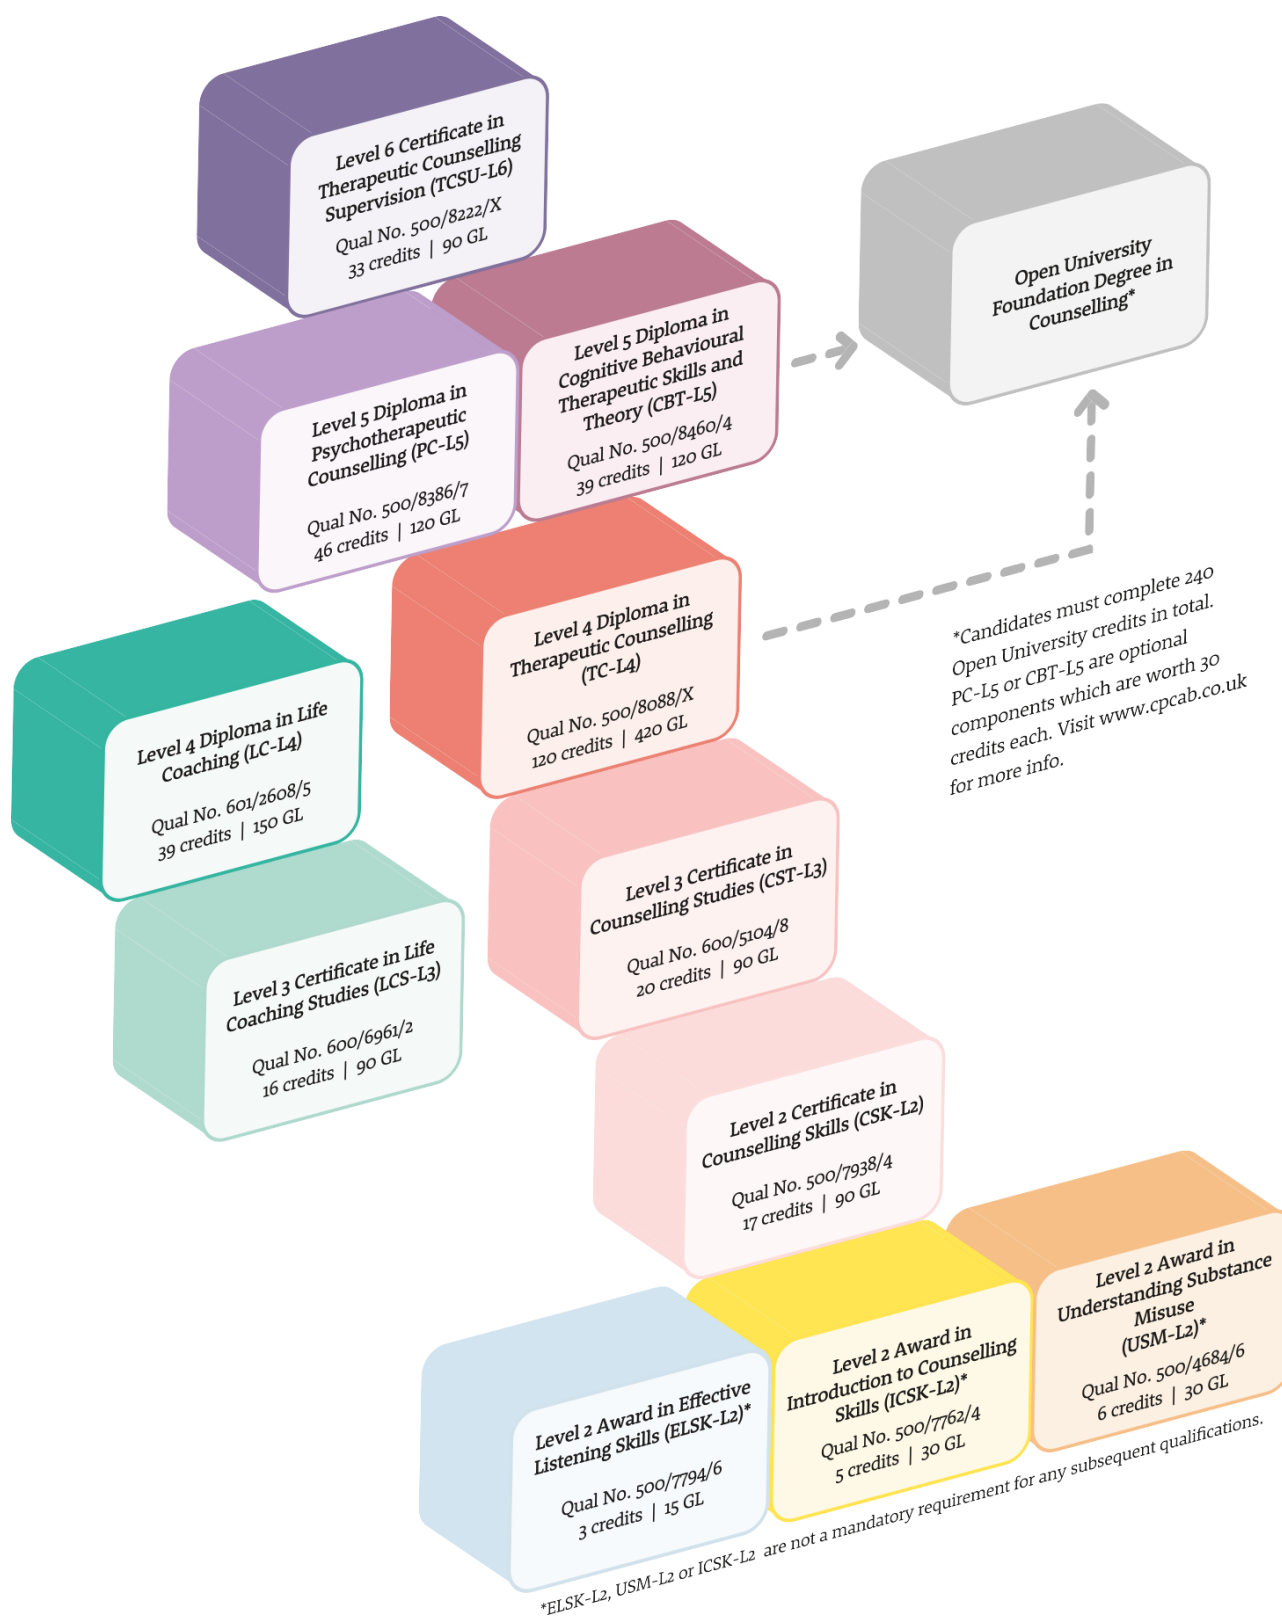 Level 6 Certificate in
Therapeutic Counselling
Supervision (TCSU-L6)
Qual No. 500/8222/X
33 credits | 90 GL
Open University
Foundation Degree in
Counselling*
Level 5 Diploma in
Psychotherapeutic
Counselling (PC-L5)
Qual No. 500/8386/7
46 credits | 120 GL
Level 5 Diploma in
Cognitive Behavioural
Therapeutic Skills and
Theory (CBT-L5)
Qual No. 500/8460/4
39 credits | 120 GL
Level 4 Diploma in
Therapeutic Counselling
(TC-L4)
Qual No. 500/8088/X
120 credits | 420 GL
*Candidates must complete 240
Open University credits in total.
PC-L5 or CBT-L5 are optional
components which are worth 30
credits each. Visit www.cpcab.co.uk
for more info.
Level 4 Diploma in Life
Coaching (LC-L4)
Qual No. 601/2608/5
39 credits | 150 GL
Level 3 Certificate in
Counselling Studies (CST-L3)
Qual No. 600/5104/8
20 credits | 90 GL
Level 3 Certificate in Life
Coaching Studies (LCS-L3)
Qual No. 600/6961/2
16 credits | 90 GL
Level 2 Certificate in
Counselling Skills (CSK-L2)
Qual No. 500/7938/4
17 credits | 90 GL
Level 2 Award in Effective
Listening Skills (ELSK-L2)*
Qual No. 500/7794/6
3 credits | 15 GL
Level 2 Award in
Introduction to Counselling
Skills (ICSK-L2)*
Qual No. 500/7762/4
5 credits | 30 GL
Level 2 Award in
Understanding Substance
Misuse
(USM-L2)*
Qual No. 500/4684/6
6 credits | 30 GL
*ELSK-L2, USM-L2 or ICSK-L2 are not a mandatory requirement for any subsequent qualifications.